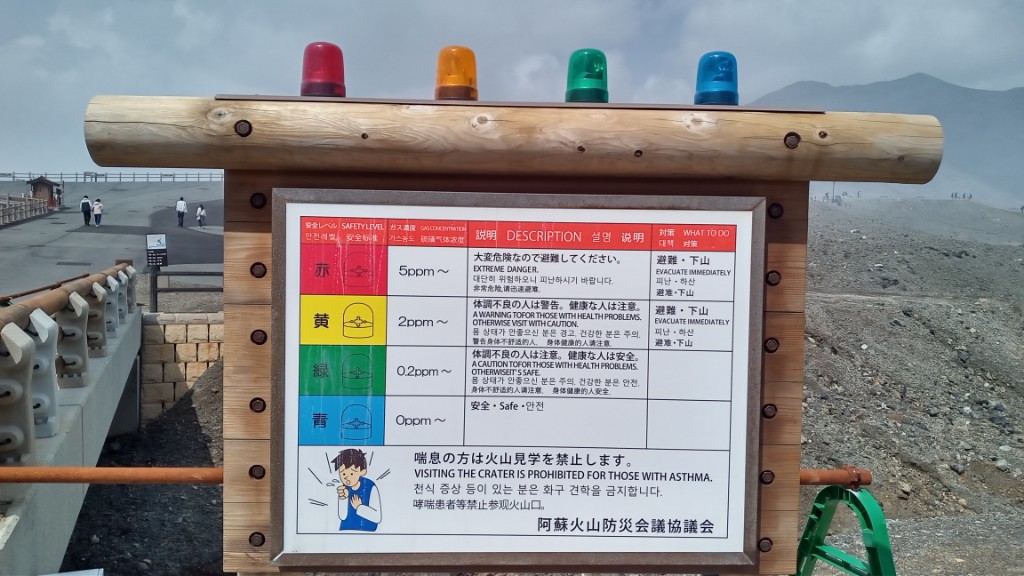 安全レベル SAFETY LEVEL ガス濃度 GAS CONCENTRATION 説明 DESCRIPTION 설명 说明 対策 WHAT TO DO
안전레벨 安全标准 가스농도 硫磺气体浓度 대책 对策
赤 5ppm～
大変危険なので避難してください。
EXTREME DANGER.
대단히 위험하오니 피난하시기 바랍니다.
非常危险,请迅速避难.
避難・下山
EVACUATE IMMEDIATELY
피난・하산
避难・下山
黄 2ppm～
体調不良の人は警告。健康な人は注意。
A WARNING TOFOR THOSE WITH HEALTH PROBLEMS.
OTHERWISE VISIT WITH CAUTION.
몸 상태가 안좋으신 분은 경고, 건강한 분은 주의.
警告身体不舒适的人. 身体健康的人请注意.
避難・下山
EVACUATE IMMEDIATELY
피난・하산
避难・下山
緑 0.2ppm～
体調不良の人は注意。健康な人は安全。
A CAUTION TOFOR THOSE WITH HEALTH PROBLEMS.
OTHERWISEIT'S SAFE.
몸 상태가 안좋으신 분은 주의. 건강한 분은 안전.
身体不舒适的人请注意. 身体健康的人安全.
青 0ppm～
安全・Safe・안전
喘息の方は火山見学を禁止します。
VISITING THE CRATER IS PROHIBITED FOR THOSE WITH ASTHMA.
천식 증상 등이 있는 분은 화구 견학을 금지합니다.
哮喘患者等禁止参观火山口。
阿蘇火山防災会議協議会